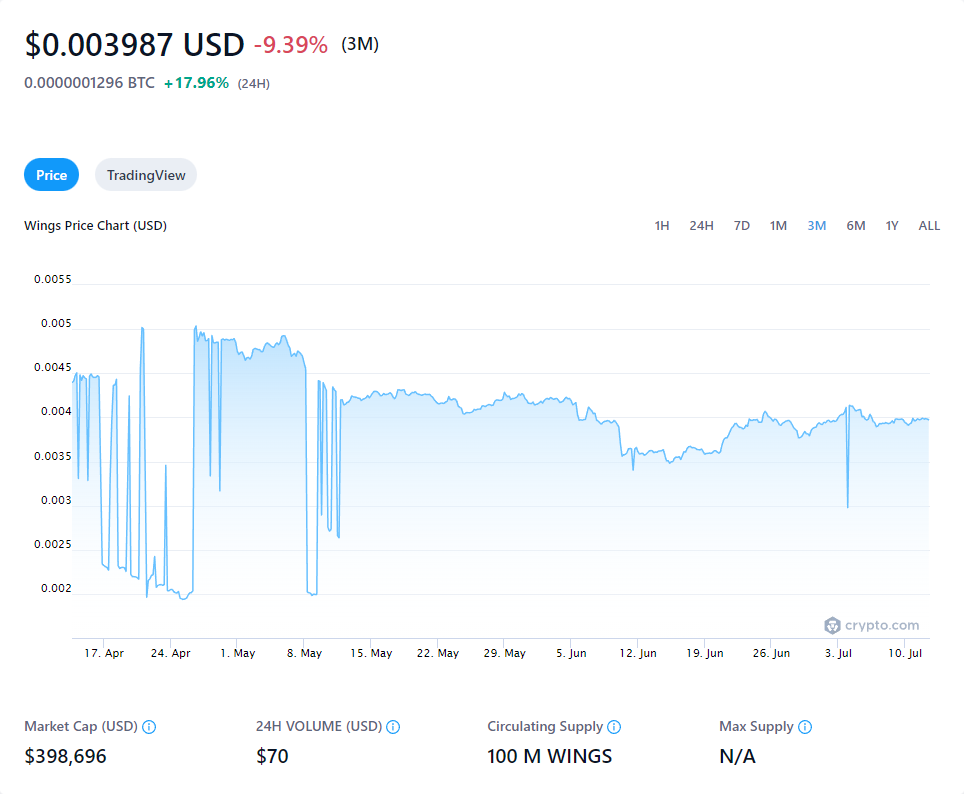 $0.003987 USD -9.39% (3M)
0.0000001296 BTC +17.96% (24H)
Price TradingView
Wings Price Chart (USD) 1H 24H 7D 1M 3M 6M 1Y ALL
0.0055
0.005
0.0045
0.004
0.0035
0.003
0.0025
0.002
crypto.com
17. Apr 24. Apr 1. May 8. May 15. May 22. May 29. May 5. Jun 12. Jun 19. Jun 26. Jun 3. Jul 10. Jul
Market Cap (USD) 24H VOLUME (USD) Circulating Supply Max Supply
$398,696 $70 100 M WINGS N/A